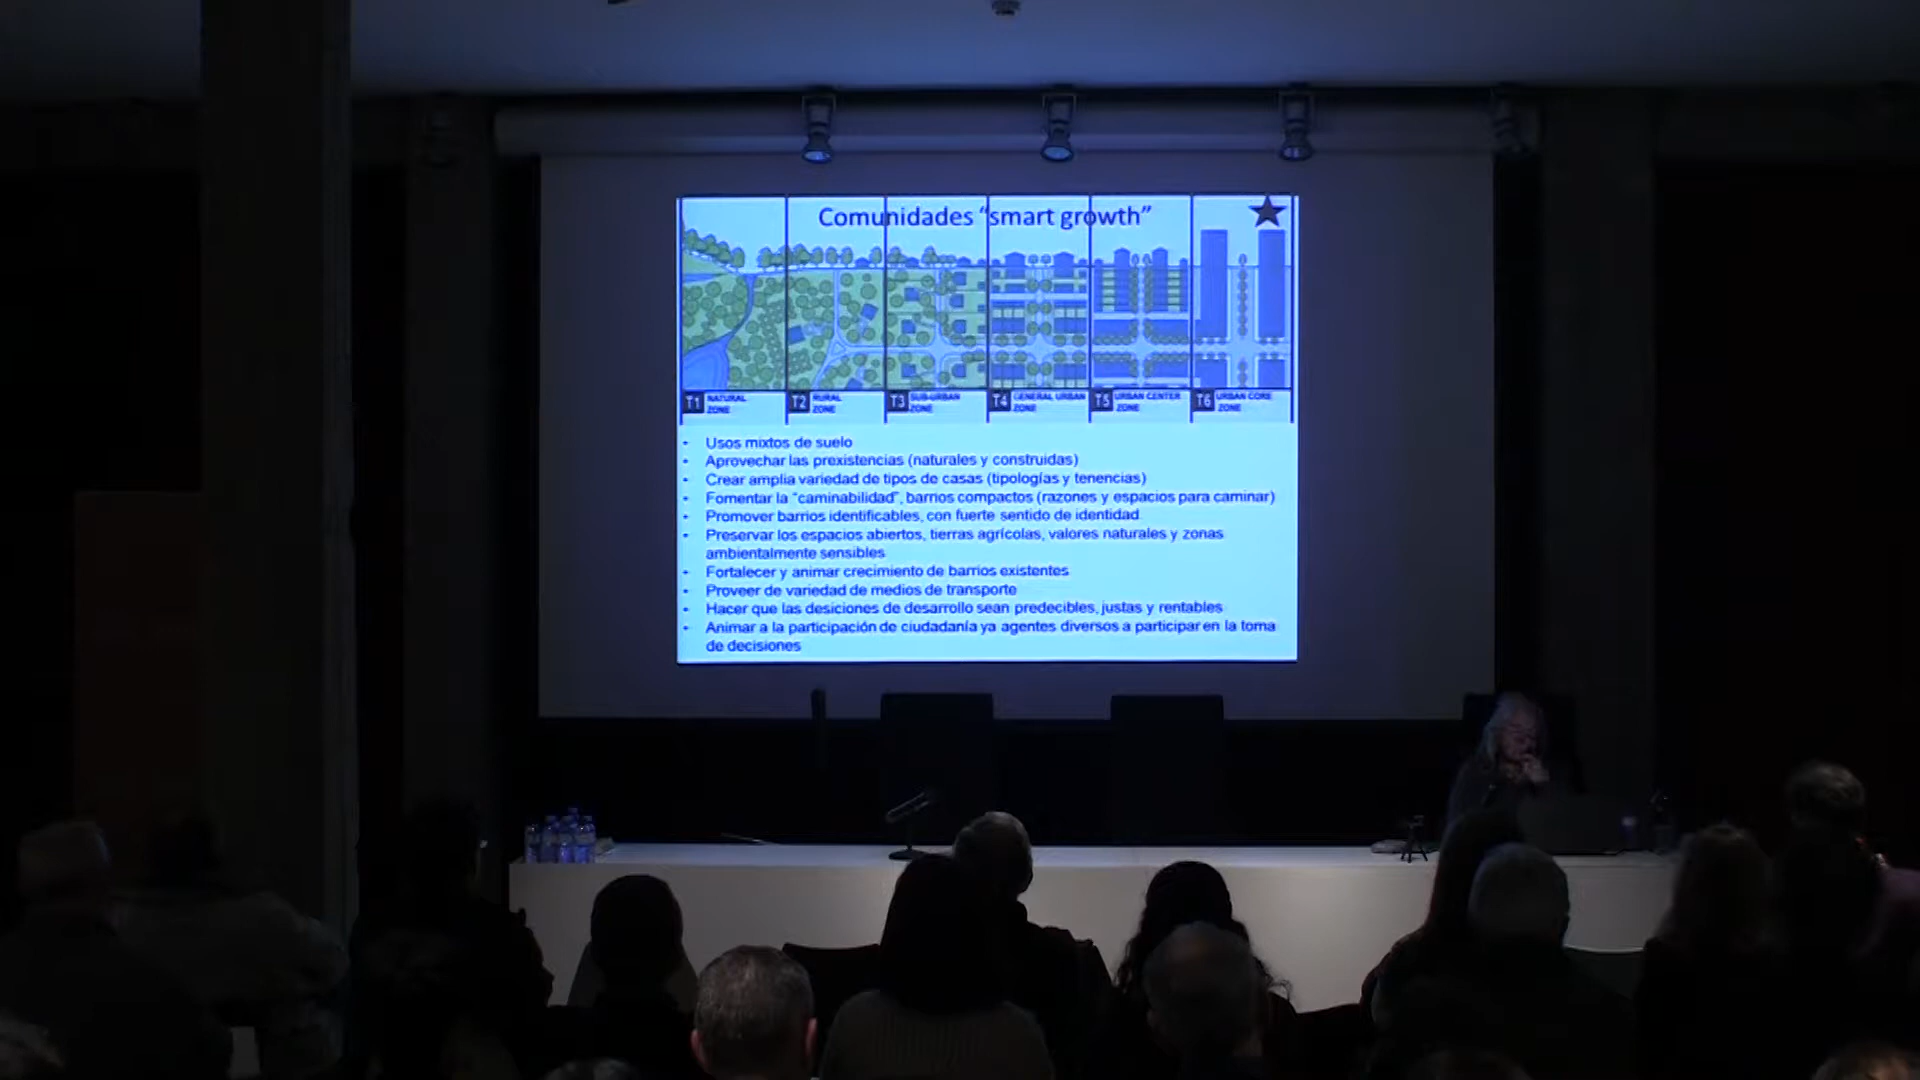 Comunidades “smart growth”
T1 NATURAL ZONE
T2 RURAL ZONE
T3 SUB-URBAN ZONE
T4 GENERAL URBAN ZONE
T5 URBAN CENTER ZONE
T6 URBAN CORE ZONE
• Usos mixtos de suelo
• Aprovechar las prexistencias (naturales y construidas)
• Crear amplia variedad de tipos de casas (tipologías y tenencias)
• Fomentar la “caminabilidad”, barrios compactos (razones y espacios para caminar)
• Promover barrios identificables, con fuerte sentido de identidad
• Preservar los espacios abiertos, tierras agrícolas, valores naturales y zonas
ambientalmente sensibles
• Fortalecer y animar crecimiento de barrios existentes
• Proveer de variedad de medios de transporte
• Hacer que las desiciones de desarrollo sean predecibles, justas y rentables
• Animar a la participación de ciudadanía ya agentes diversos a participar en la toma
de decisiones